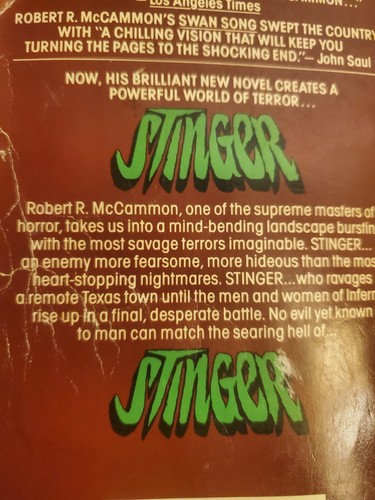 Los Angeles Times
ROBERT R. McCAMMON'S SWAN SONG SWEPT THE COUNTRY
WITH "A CHILLING VISION THAT WILL KEEP YOU
TURNING THE PAGES TO THE SHOCKING END."— John Saul
NOW, HIS BRILLIANT NEW NOVEL CREATES A
POWERFUL WORLD OF TERROR...
STINGER
Robert R. McCammon, one of the supreme masters of
horror, takes us into a mind-bending landscape burstin
with the most savage terrors imaginable. STINGER...
an enemy more fearsome, more hideous than the mos
heart-stopping nightmares. STINGER...who ravages
a remote Texas town until the men and women of Infern
rise up in a final, desperate battle. No evil yet known
to man can match the searing hell of...
STINGER